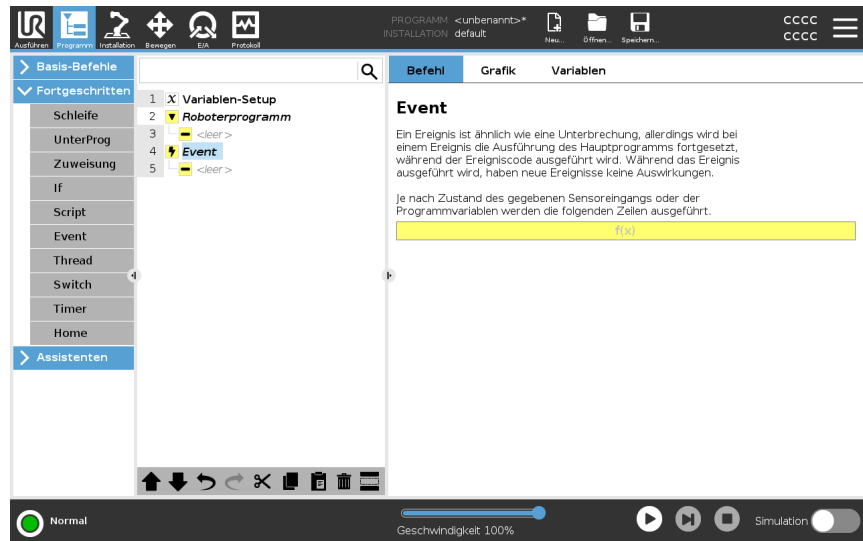 PROGRAMM <unbenannt>*
INSTALLATION default
cccc
cccc
Ausführen Programm Installation Bewegen E/A Protokoll
Neu... Öffnen... Speichern...
Basis-Befehle
Fortgeschritten
Schleife
UnterProg
Zuweisung
If
Script
Event
Thread
Switch
Timer
Home
Assistenten
1 X Variablen-Setup
2 Roboterprogramm
3 <leer>
4 Event
5 <leer>
Befehl Grafik Variablen
Event
Ein Ereignis ist ähnlich wie eine Unterbrechung, allerdings wird bei
einem Ereignis die Ausführung des Hauptprogramms fortgesetzt,
während der Ereigniscode ausgeführt wird. Während das Ereignis
ausgeführt wird, haben neue Ereignisse keine Auswirkungen.
Je nach Zustand des gegebenen Sensoreingangs oder der
Programmvariablen werden die folgenden Zeilen ausgeführt.
f(x)
Normal
Geschwindigkeit 100%
Simulation